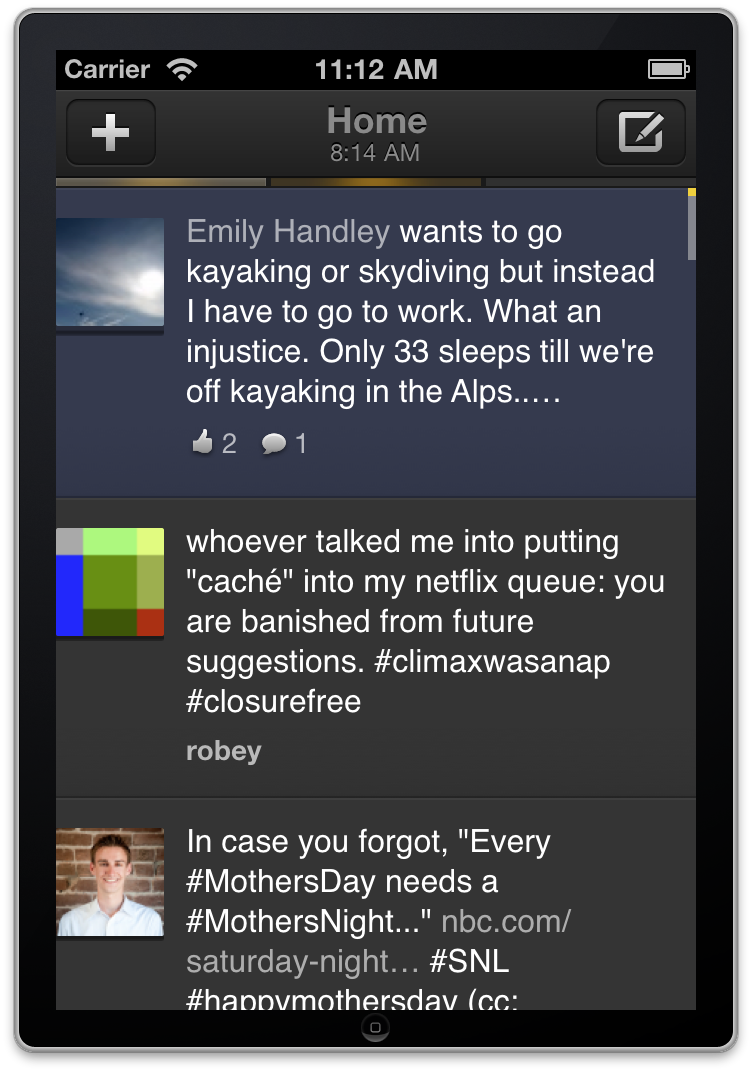 Carrier 11:12 AM
Home
8:14 AM
Emily Handley wants to go
kayaking or skydiving but instead
I have to go to work. What an
injustice. Only 33 sleeps till we're
off kayaking in the Alps.….
2 1
whoever talked me into putting
"caché" into my netflix queue: you
are banished from future
suggestions. #climaxwasanap
#closurefree
robey
In case you forgot, "Every
#MothersDay needs a
#MothersNight..." nbc.com/
saturday-night… #SNL
#happymothersday (cc: